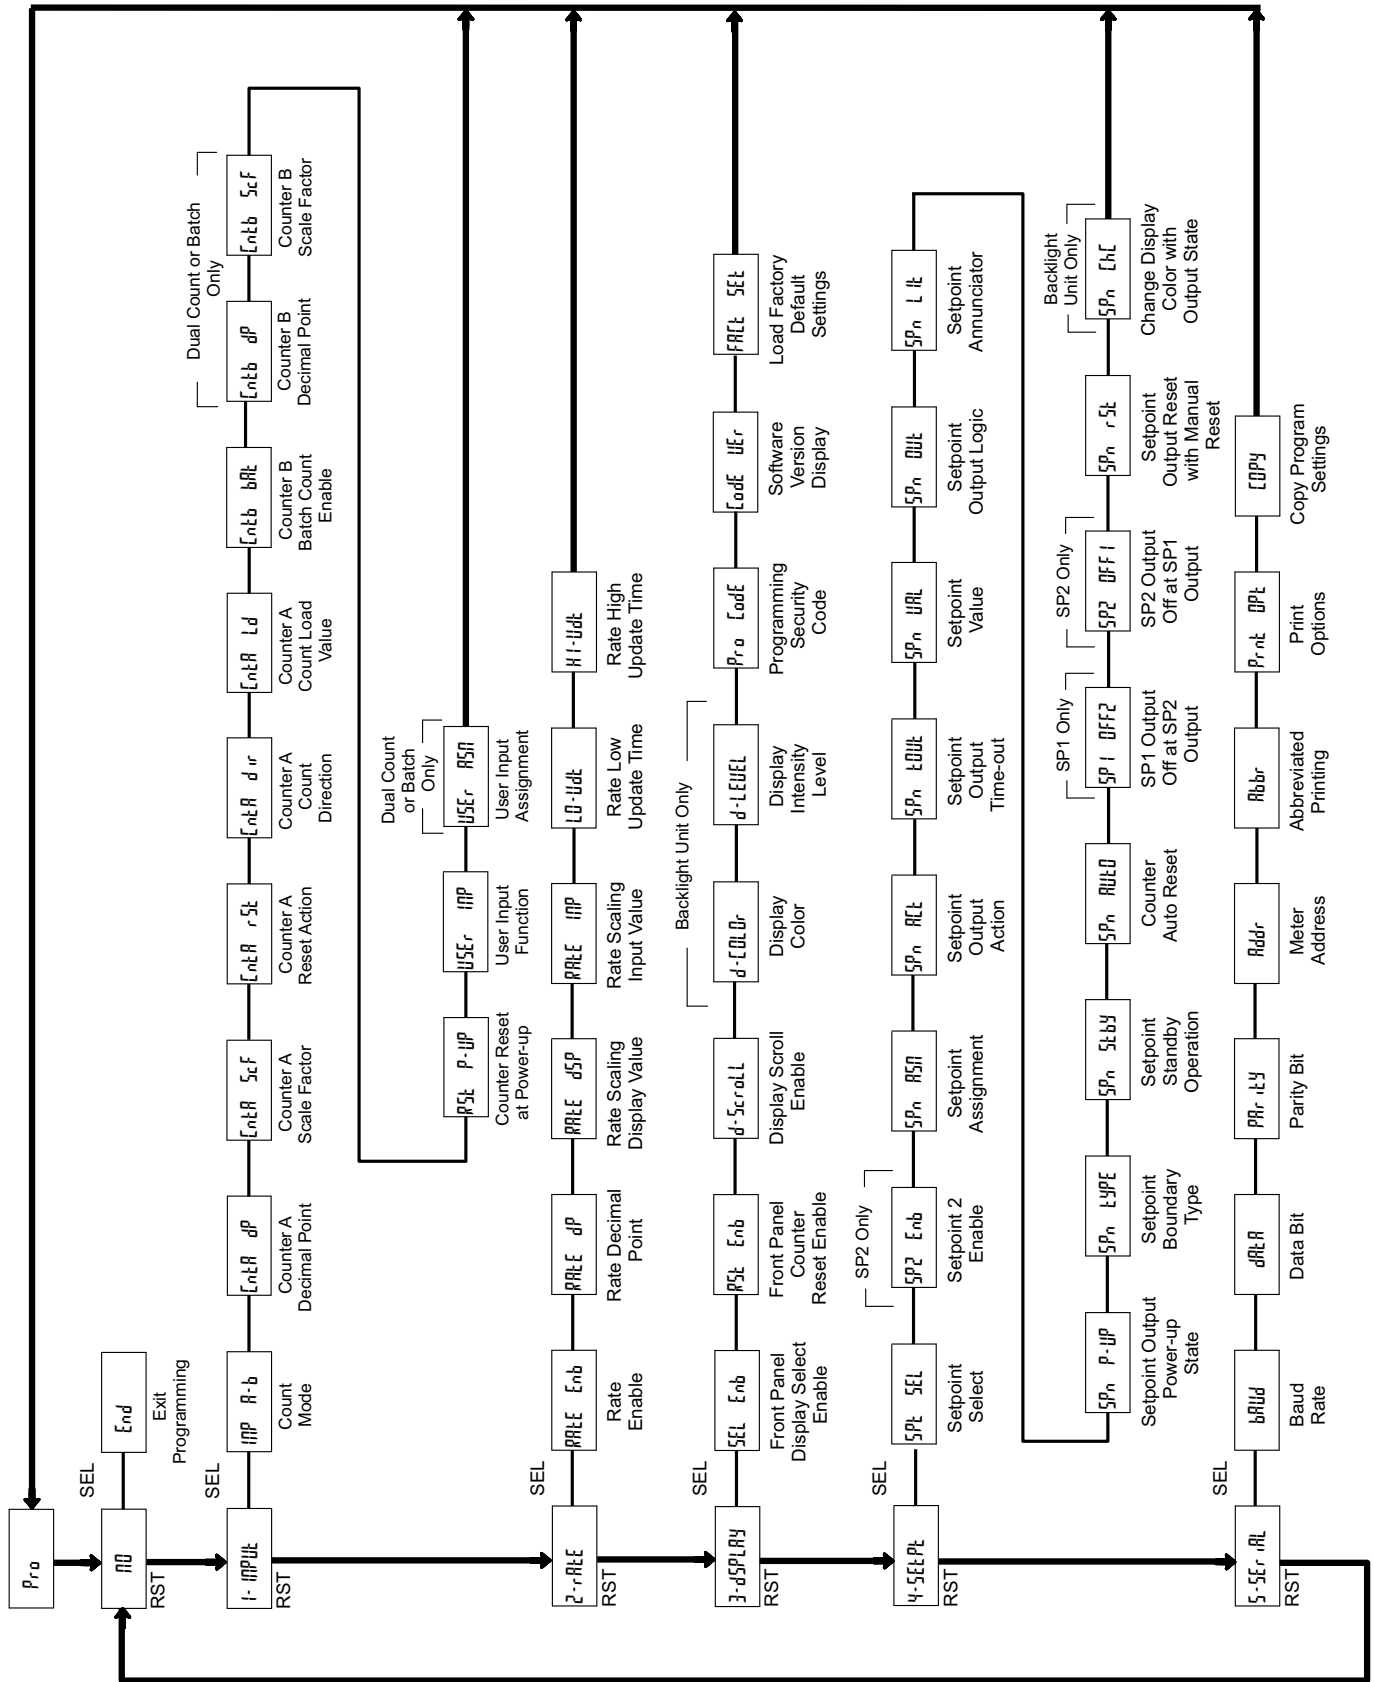 Pro
NO
SEL
End
Exit
Programming
RST
1-INPUt
SEL
RST
INP A-b
Count
Mode
CntA dP
Counter A
Decimal Point
CntA ScF
Counter A
Scale Factor
CntA rSt
Counter A
Reset Action
CntA dir
Counter A
Count
Direction
CntA Ld
Counter A
Count Load
Value
Cntb bAt
Counter B
Batch Count
Enable
Dual Count or Batch
Only
Cntb dP
Counter B
Decimal Point
Cntb ScF
Counter B
Scale Factor
RSt P-UP
Counter Reset
at Power-up
USEr INP
User Input
Function
Dual Count
or Batch
Only
USEr ASN
User Input
Assignment
2-rAtE
SEL
RST
RAtE Enb
Rate
Enable
RAtE dP
Rate Decimal
Point
RAtE dSP
Rate Scaling
Display Value
RAtE INP
Rate Scaling
Input Value
LO-Udt
Rate Low
Update Time
HI-Udt
Rate High
Update Time
3-dSPLAY
SEL
RST
SEL Enb
Front Panel
Display Select
Enable
RSt Enb
Front Panel
Counter
Reset Enable
d-ScroLL
Display Scroll
Enable
Backlight Unit Only
d-COLOr
Display
Color
d-LEVEL
Display
Intensity
Level
Pro CodE
Programming
Security
Code
CodE VEr
Software
Version
Display
FACt SEt
Load Factory
Default
Settings
4-SEtPt
SEL
RST
SPt SEL
Setpoint
Select
SP2 Only
SP2 Enb
Setpoint 2
Enable
SPn ASN
Setpoint
Assignment
SPn ACt
Setpoint
Output
Action
SPn tOUt
Setpoint
Output
Time-out
SPn VAL
Setpoint
Value
SPn OUt
Setpoint
Output Logic
SPn LIt
Setpoint
Annunciator
SPn P-UP
Setpoint Output
Power-up
State
SPn tYPE
Setpoint
Boundary
Type
SPn Stby
Setpoint
Standby
Operation
SPn AUtO
Counter
Auto Reset
SP1 Only
SP1 OFF2
SP1 Output
Off at SP2
Output
SP2 Only
SP2 OFF1
SP2 Output
Off at SP1
Output
SPn rSt
Setpoint
Output Reset
with Manual
Reset
Backlight
Unit Only
SPn ChC
Change Display
Color with
Output State
5-SEriAL
SEL
RST
bAUd
Baud
Rate
dAtA
Data Bit
PAritY
Parity Bit
Addr
Meter
Address
Abbr
Abbreviated
Printing
Prnt OPt
Print
Options
COPY
Copy Program
Settings